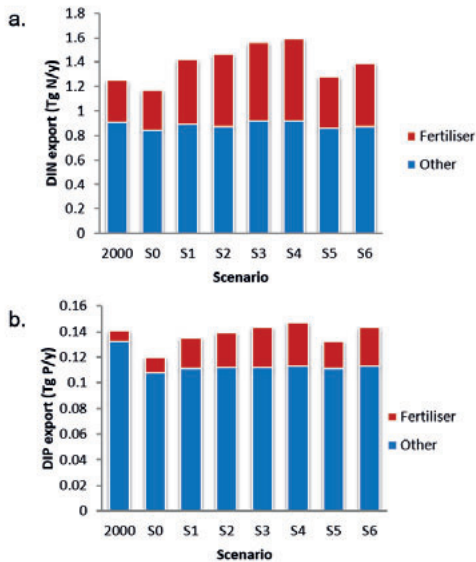 a.
DIN export (Tg N/y)
1.8
1.6
1.4
1.2
1
0.8
0.6
0.4
0.2
0
2000 S0 S1 S2 S3 S4 S5 S6
Scenario
Fertiliser
Other
b.
DIP export (Tg P/y)
0.16
0.14
0.12
0.1
0.08
0.06
0.04
0.02
0
2000 S0 S1 S2 S3 S4 S5 S6
Scenario
Fertiliser
Other